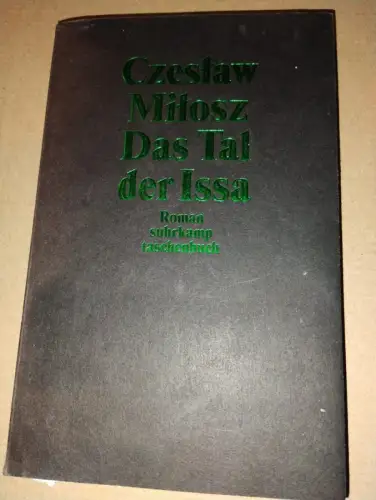 Czesław
Miłosz
Das Tal
der Issa
Roman
suhrkamp
taschenbuch